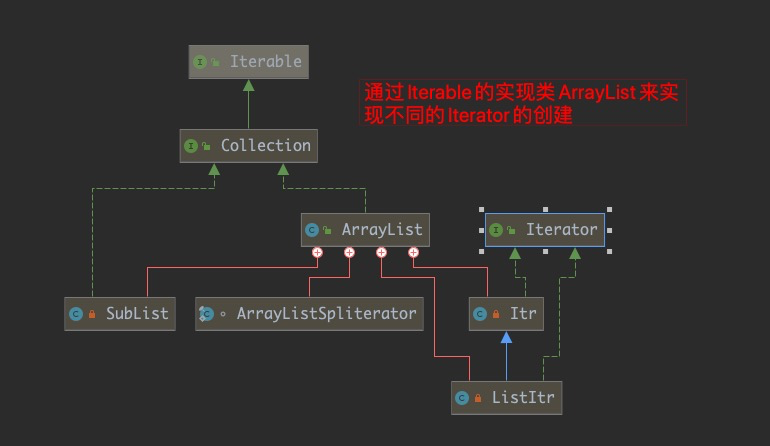 Iterable
通过 Iterable 的实现类 ArrayList 来实
现不同的 Iterator 的创建
Collection
ArrayList
Iterator
SubList
ArrayListSpliterator
Itr
ListItr